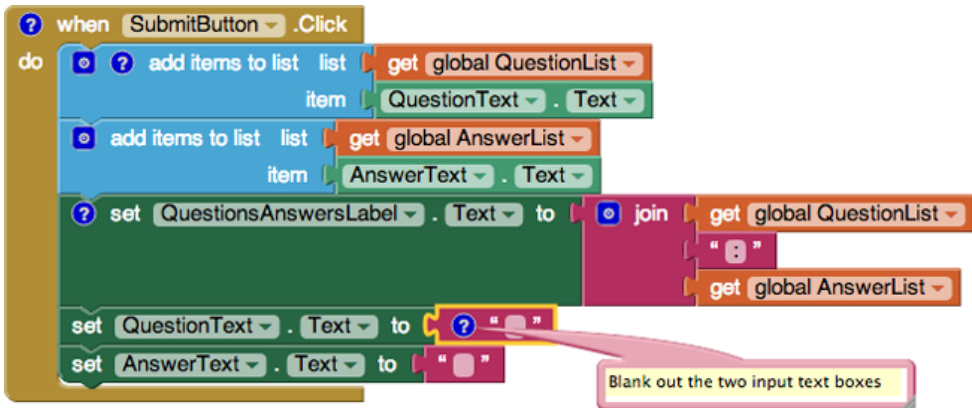 ? when SubmitButton .Click
do ? add items to list list get global QuestionList
item QuestionText . Text
add items to list list get global AnswerList
item AnswerText . Text
? set QuestionsAnswersLabel . Text to join get global QuestionList
" : "
get global AnswerList
set QuestionText . Text to ? " "
set AnswerText . Text to " "
Blank out the two input text boxes